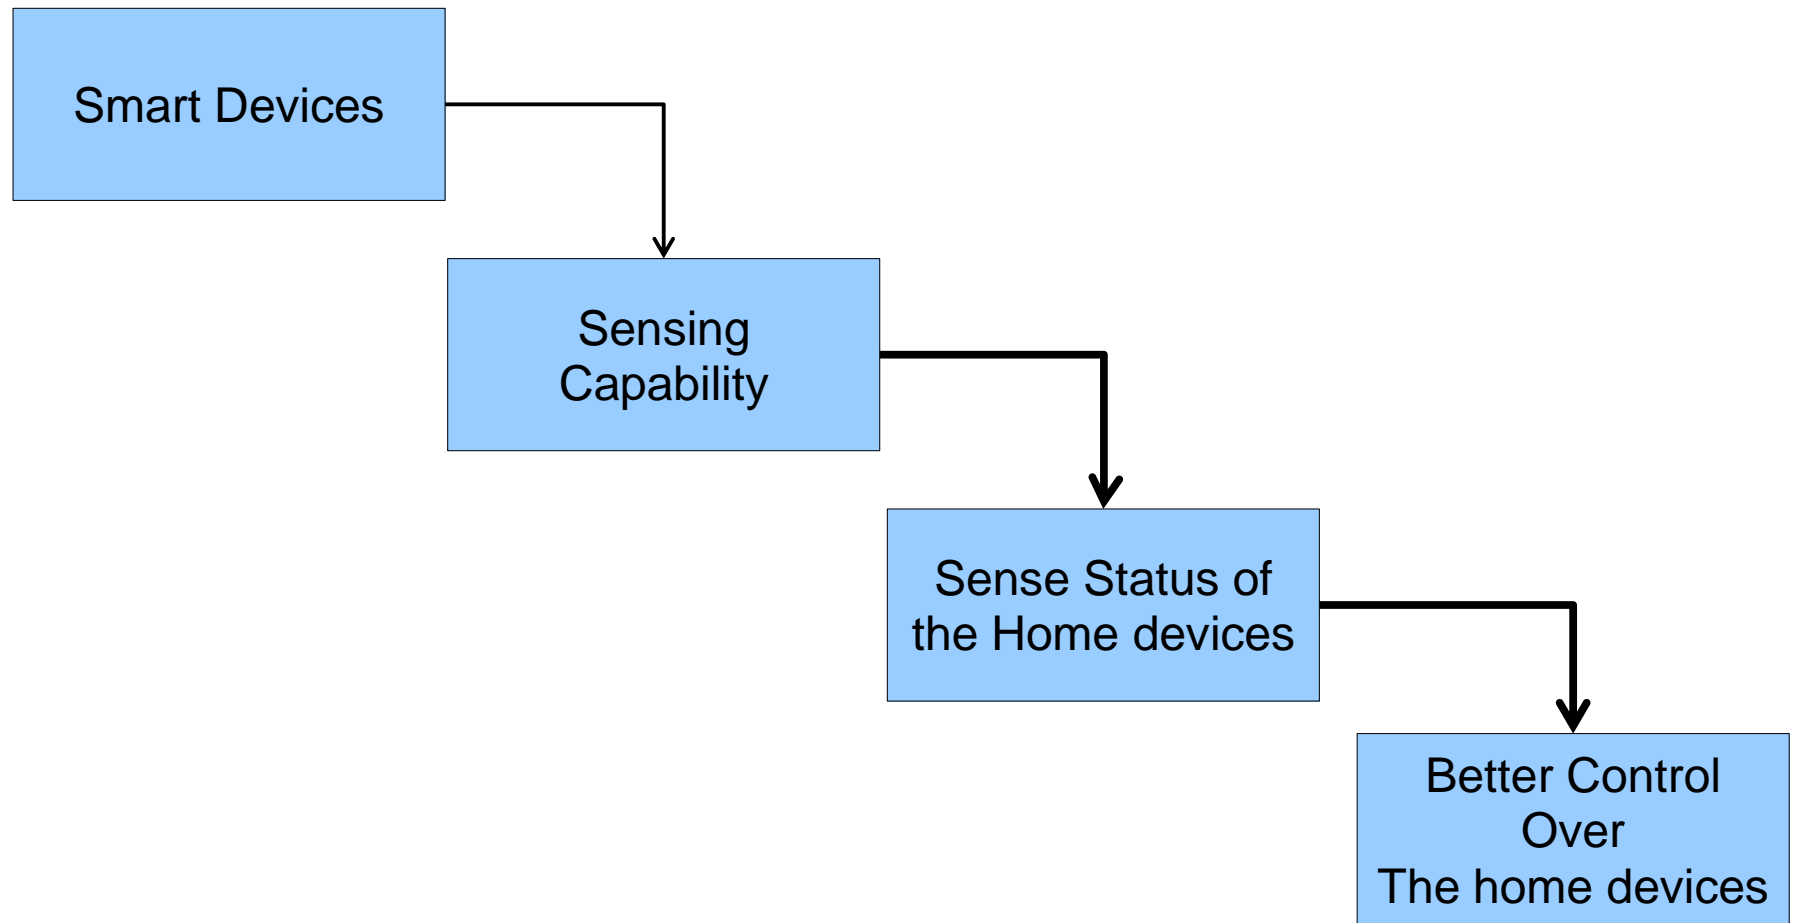 Smart Devices
Sensing
Capability
Sense Status of
the Home devices
Better Control
Over
The home devices